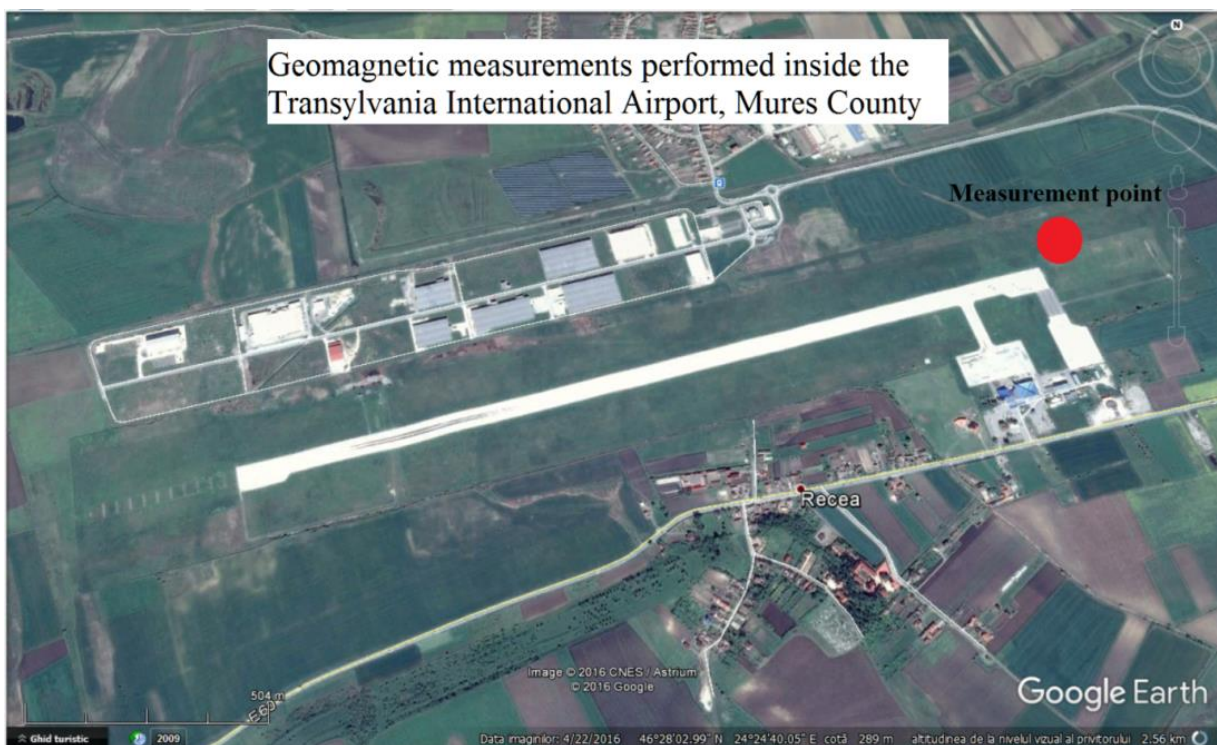 Geomagnetic measurements performed inside the
Transylvania International Airport, Mures County
N
Measurement point
Recea
Image © 2016 CNES / Astrium
© 2016 Google
Google Earth
504 m
E60
Ghid turistic
2009
Data imaginilor: 4/22/2016 46°28'02.99" N 24°24'40.05" E cotă 289 m altitudinea de la nivelul vizual al privitorului 2.56 km